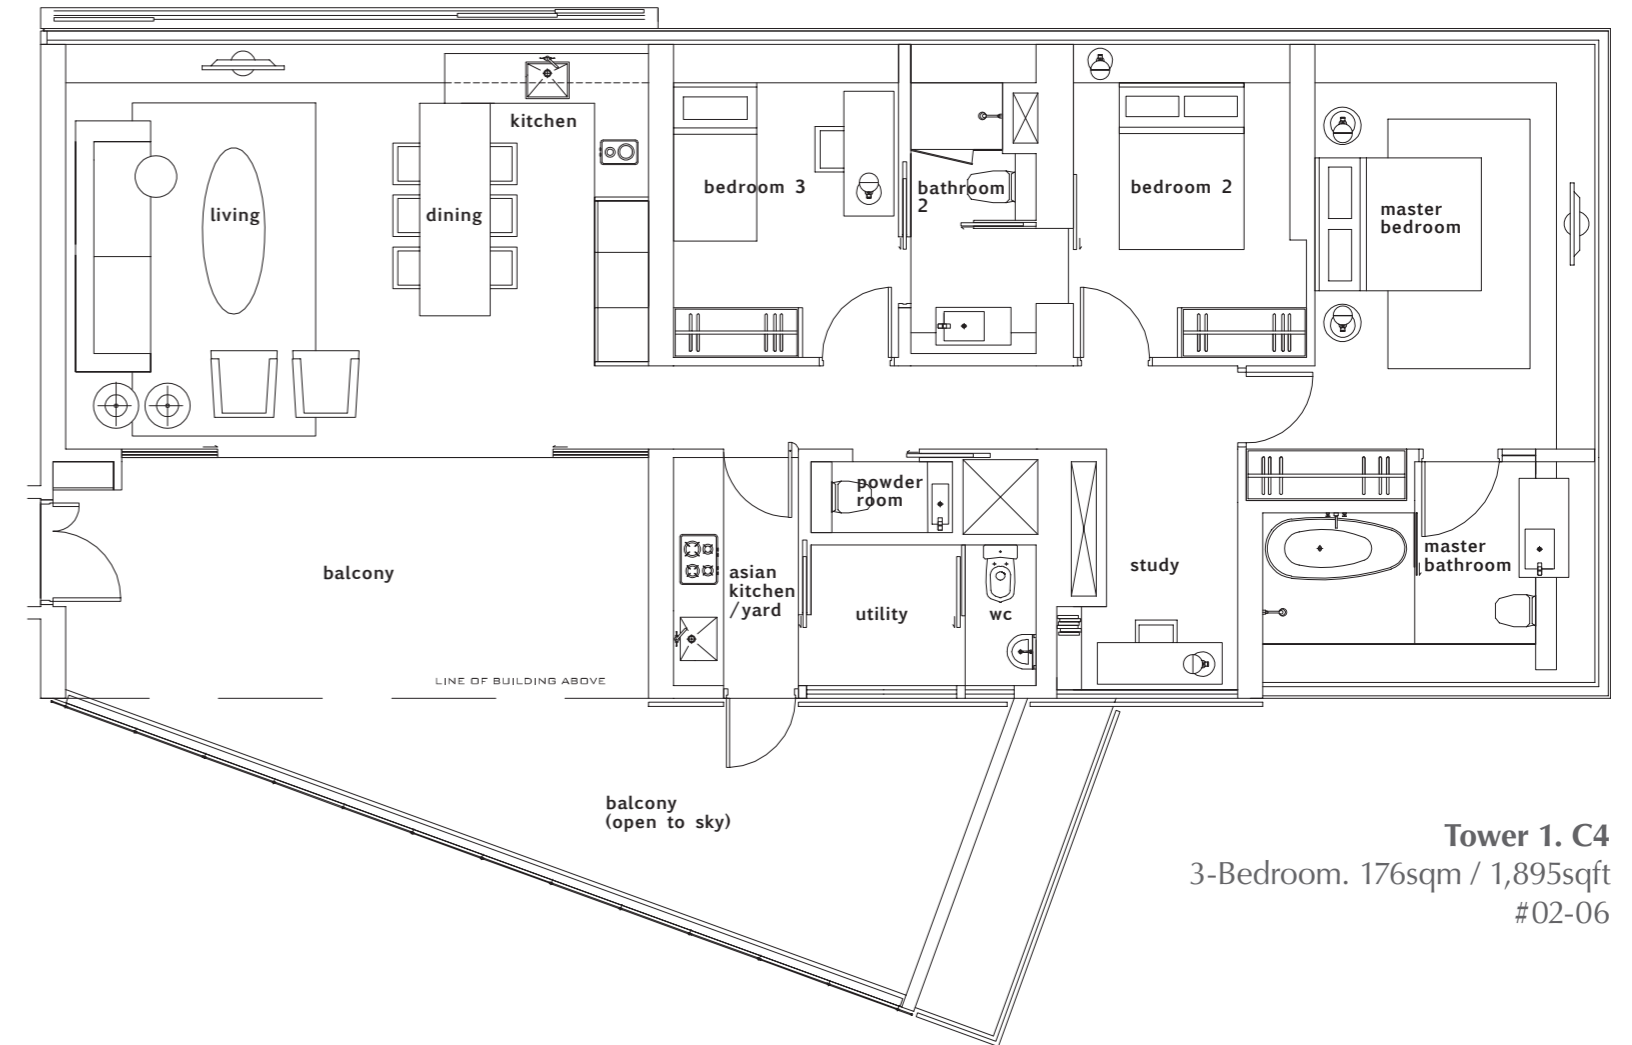 kitchen
living
dining
bedroom 3
bathroom
2
bedroom 2
master
bedroom
powder
room
balcony
asian
kitchen
/yard
utility
wc
study
master
bathroom
LINE OF BUILDING ABOVE
balcony
(open to sky)
Tower 1. C4
3-Bedroom. 176sqm / 1,895sqft
#02-06